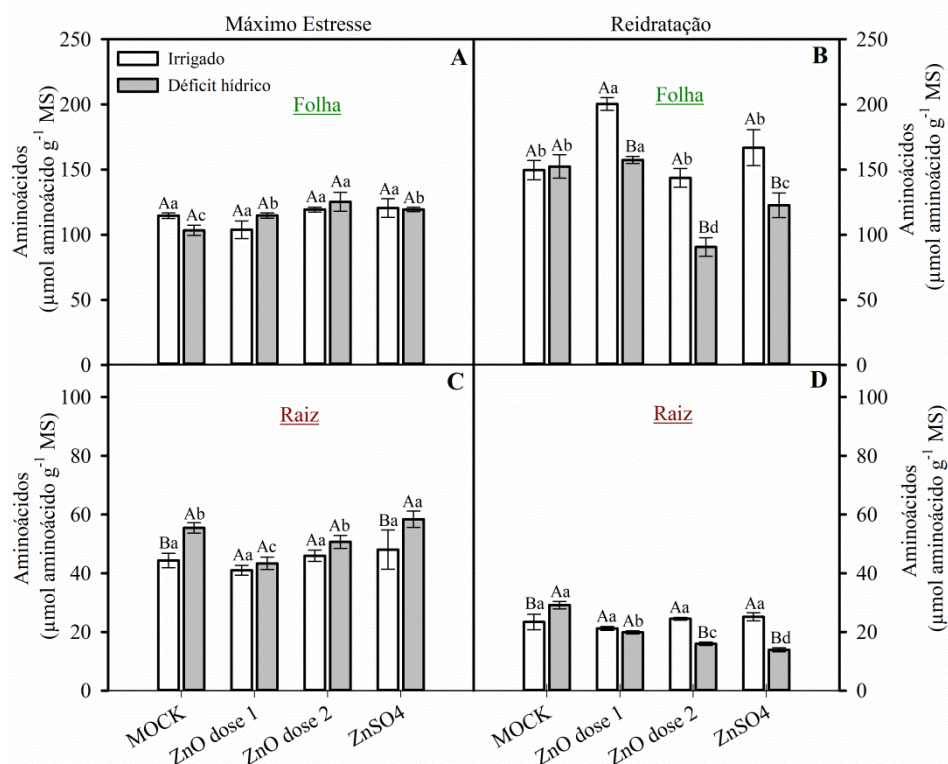 Máximo Estresse
Reidratação
Aminoácidos
(µmol aminoácido g-1 MS)
250
200
150
100
50
0
Irrigado
Déficit hídrico
A
Folha
Aa
Ac
Aa
Ab
Aa
Aa
Aa
Ab
B
Folha
Ab
Ab
Aa
Ba
Ab
Bd
Ab
Bc
250
200
150
100
50
0
Aminoácidos
(µmol aminoácido g-1 MS)
Aminoácidos
(µmol aminoácido g-1 MS)
100
80
60
40
20
0
C
Raiz
Ba
Ab
Aa
Ac
Aa
Ab
Ba
Aa
D
Raiz
Ba
Aa
Aa
Ab
Aa
Bc
Aa
Bd
100
80
60
40
20
0
Aminoácidos
(µmol aminoácido g-1 MS)
MOCK
ZnO dose 1
ZnO dose 2
ZnSO4
MOCK
ZnO dose 1
ZnO dose 2
ZnSO4